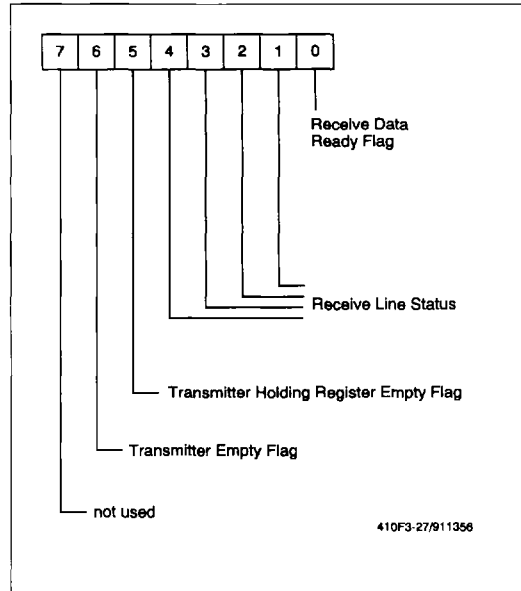 7 6 5 4 3 2 1 0
Receive Data
Ready Flag
Receive Line Status
Transmitter Holding Register Empty Flag
Transmitter Empty Flag
not used
410F3-27/911356